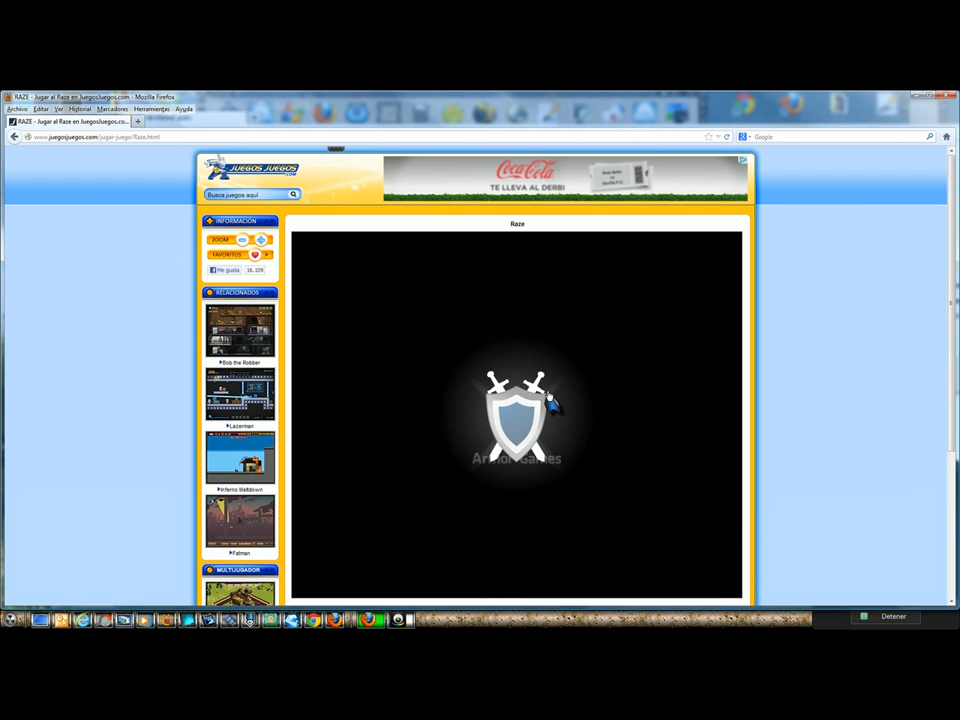 RAZE - Jugar al Raze en JuegosJuegos.com - Mozilla Firefox
Archivo Editar Ver Historial Marcadores Herramientas Ayuda
RAZE - Jugar al Raze en JuegosJuegos.co...
www.juegosjuegos.com/jugar-juego/Raze.html
Google
JUEGOS JUEGOS
.COM
Coca-Cola
TE LLEVA AL DERBI
Busca juegos aquí
INFORMACIÓN
Raze
ZOOM
FAVORITOS
Me gusta 16.109
RELACIONADOS
Bob the Robber
Lazerman
Armor Games
Inferno Meltdown
Fatman
MULTIJUGADOR
Detener